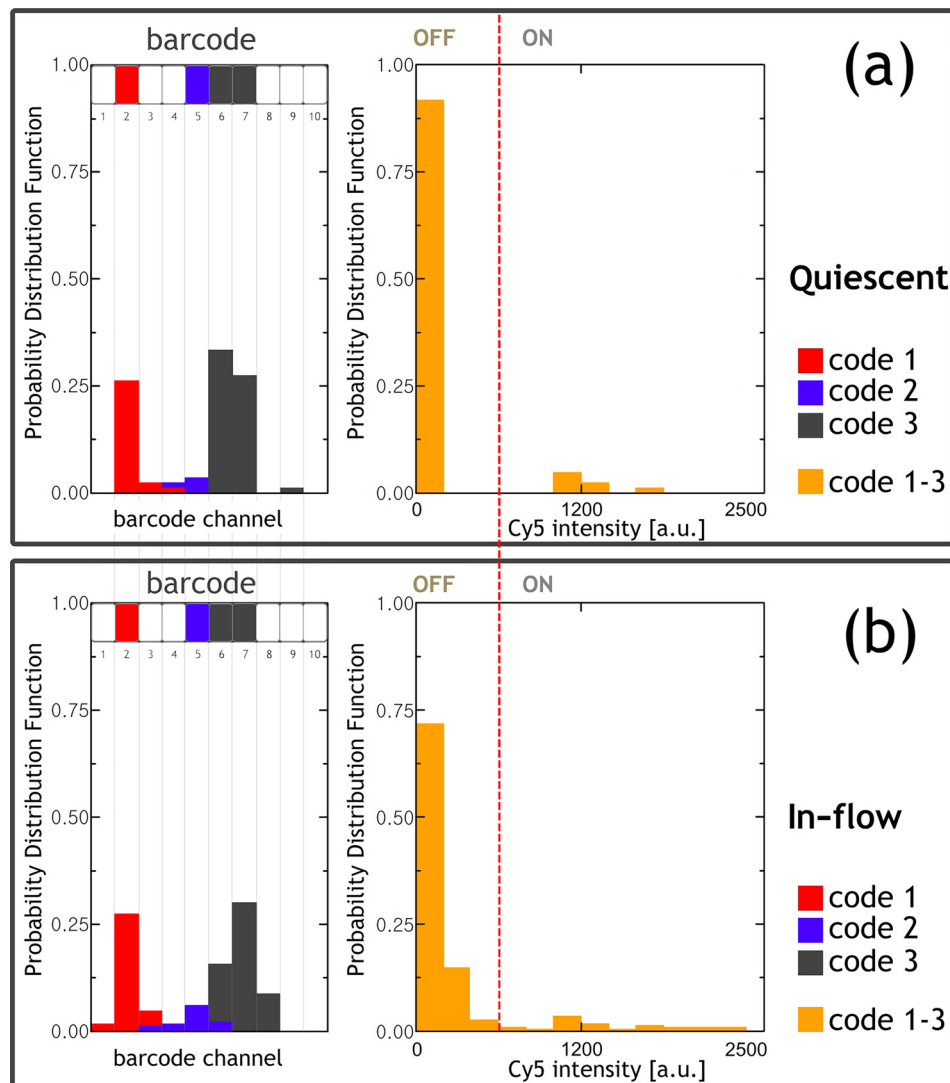 barcode
OFF ON
(a)
1.00
0.75
0.50
0.25
0.00
Probability Distribution Function
1 2 3 4 5 6 7 8 9 10
barcode channel
1.00
0.75
0.50
0.25
0.00
Probability Distribution Function
0 1200 2500
Cy5 intensity [a.u.]
Quiescent
code 1
code 2
code 3
code 1-3
barcode
OFF ON
(b)
1.00
0.75
0.50
0.25
0.00
Probability Distribution Function
1 2 3 4 5 6 7 8 9 10
barcode channel
1.00
0.75
0.50
0.25
0.00
Probability Distribution Function
0 1200 2500
Cy5 intensity [a.u.]
In-flow
code 1
code 2
code 3
code 1-3